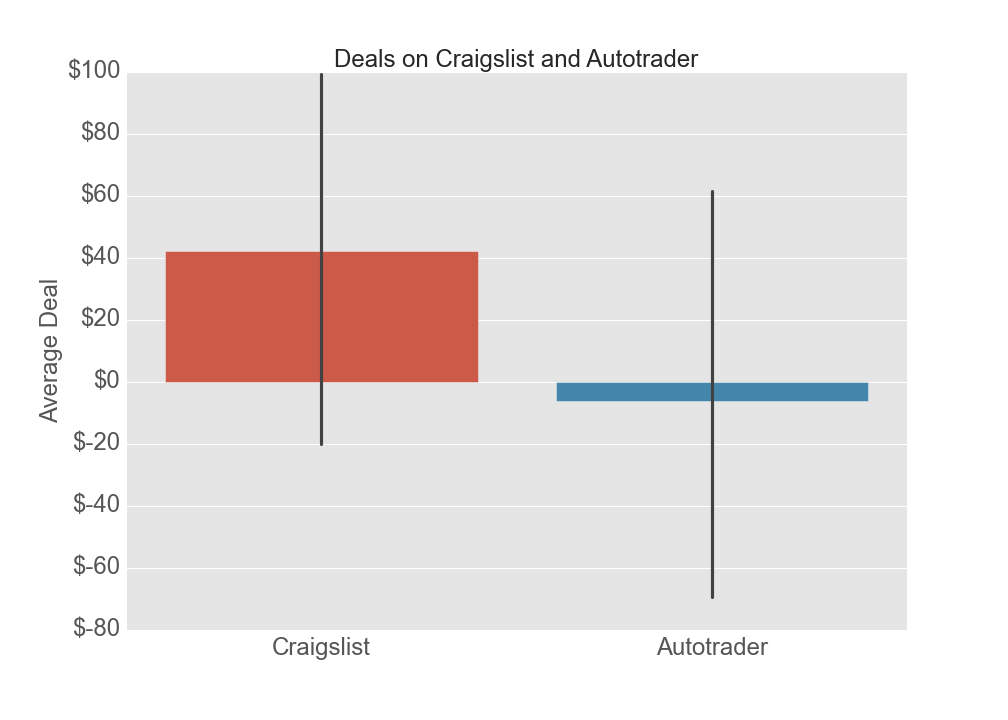 Deals on Craigslist and Autotrader
$100
$80
$60
$40
$20
$0
$-20
$-40
$-60
$-80
Average Deal
Craigslist
Autotrader